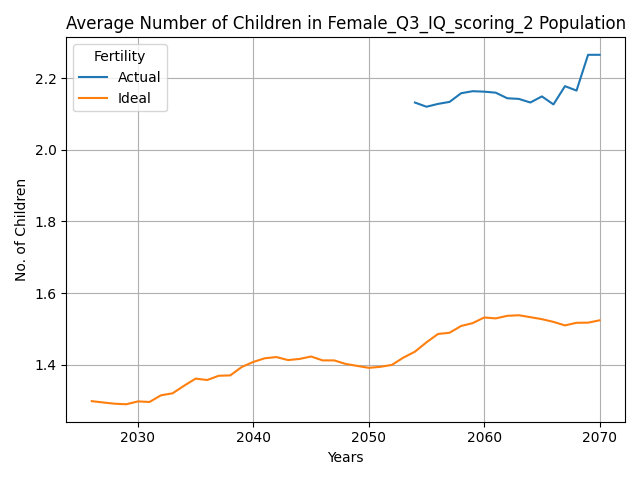 Average Number of Children in Female_Q3_IQ_scoring_2 Population
Fertility
Actual
Ideal
No. of Children
2.2
2.0
1.8
1.6
1.4
2030
2040
2050
2060
2070
Years